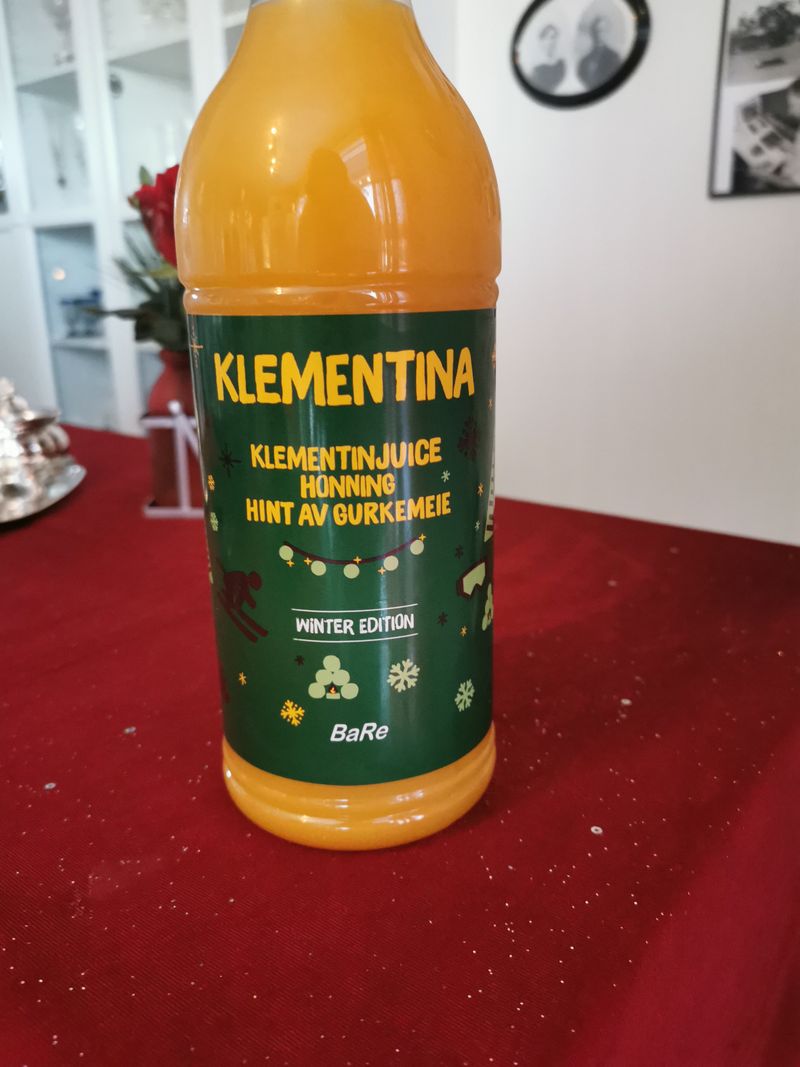 KLEMENTINA
KLEMENTINJUICE
HONNING
HINT AV GURKEMEIE
WINTER EDITION
BaRe